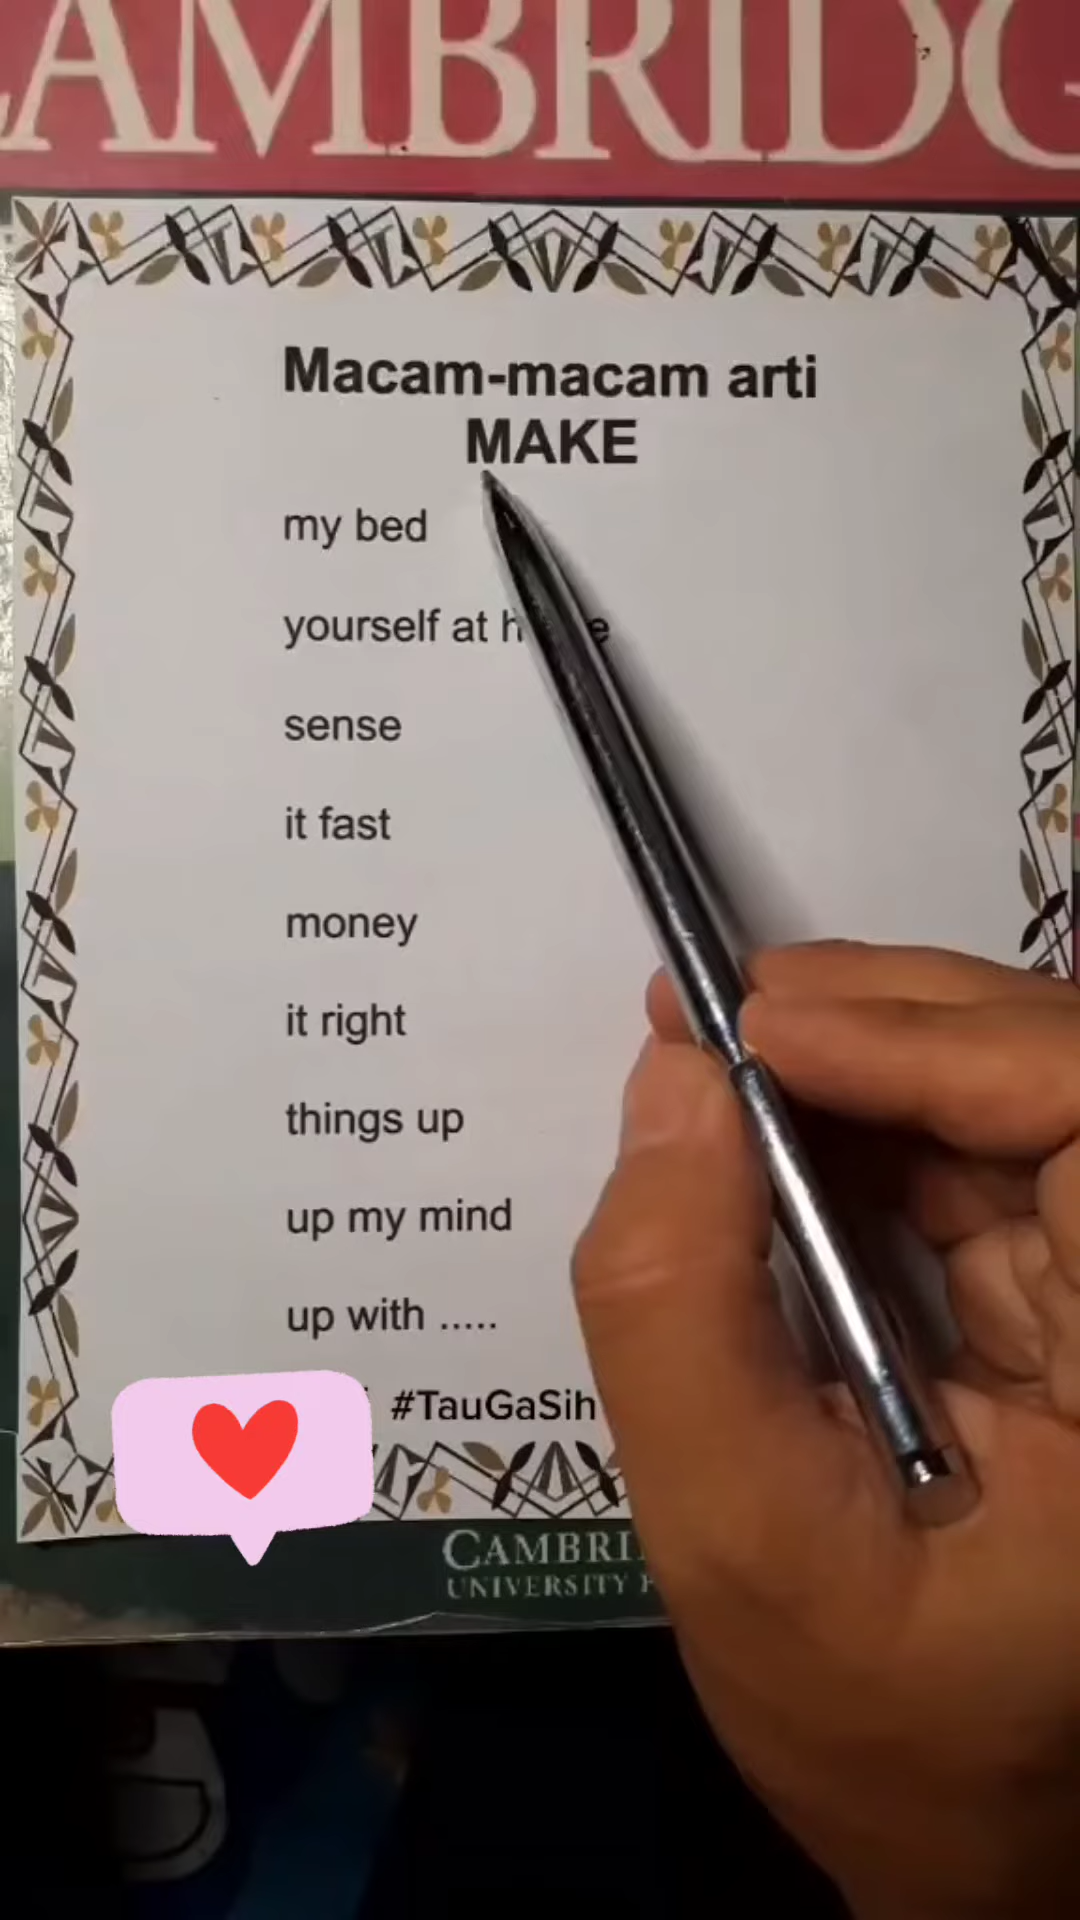 CAMBRIDG
Macam-macam arti
MAKE
my bed
yourself at
sense
it fast
money
it right
things up
up my mind
up with .....
#TauGaSih
CAMBRI
UNIVERSITY